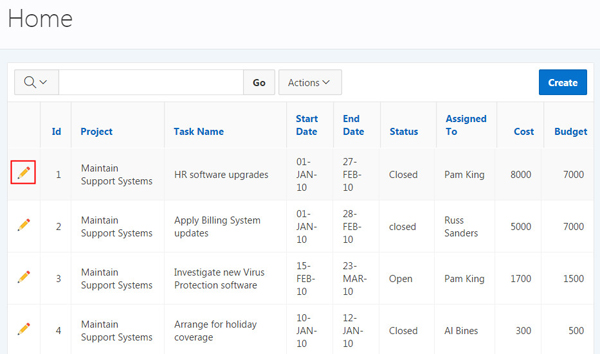 Home
Go
Actions
Create
Id
Project
Task Name
Start
Date
End
Date
Status
Assigned
To
Cost
Budget
1
Maintain
Support Systems
HR software upgrades
01-
JAN-
10
27-
FEB-
10
Closed
Pam King
8000
7000
2
Maintain
Support Systems
Apply Billing System
updates
01-
JAN-
10
28-
FEB-
10
closed
Russ
Sanders
5000
7000
3
Maintain
Support Systems
Investigate new Virus
Protection software
15-
FEB-
10
23-
MAR-
10
Open
Pam King
1700
1500
4
Maintain
Support Systems
Arrange for holiday
coverage
10-
JAN-
10
12-
JAN-
10
Closed
Al Bines
300
500